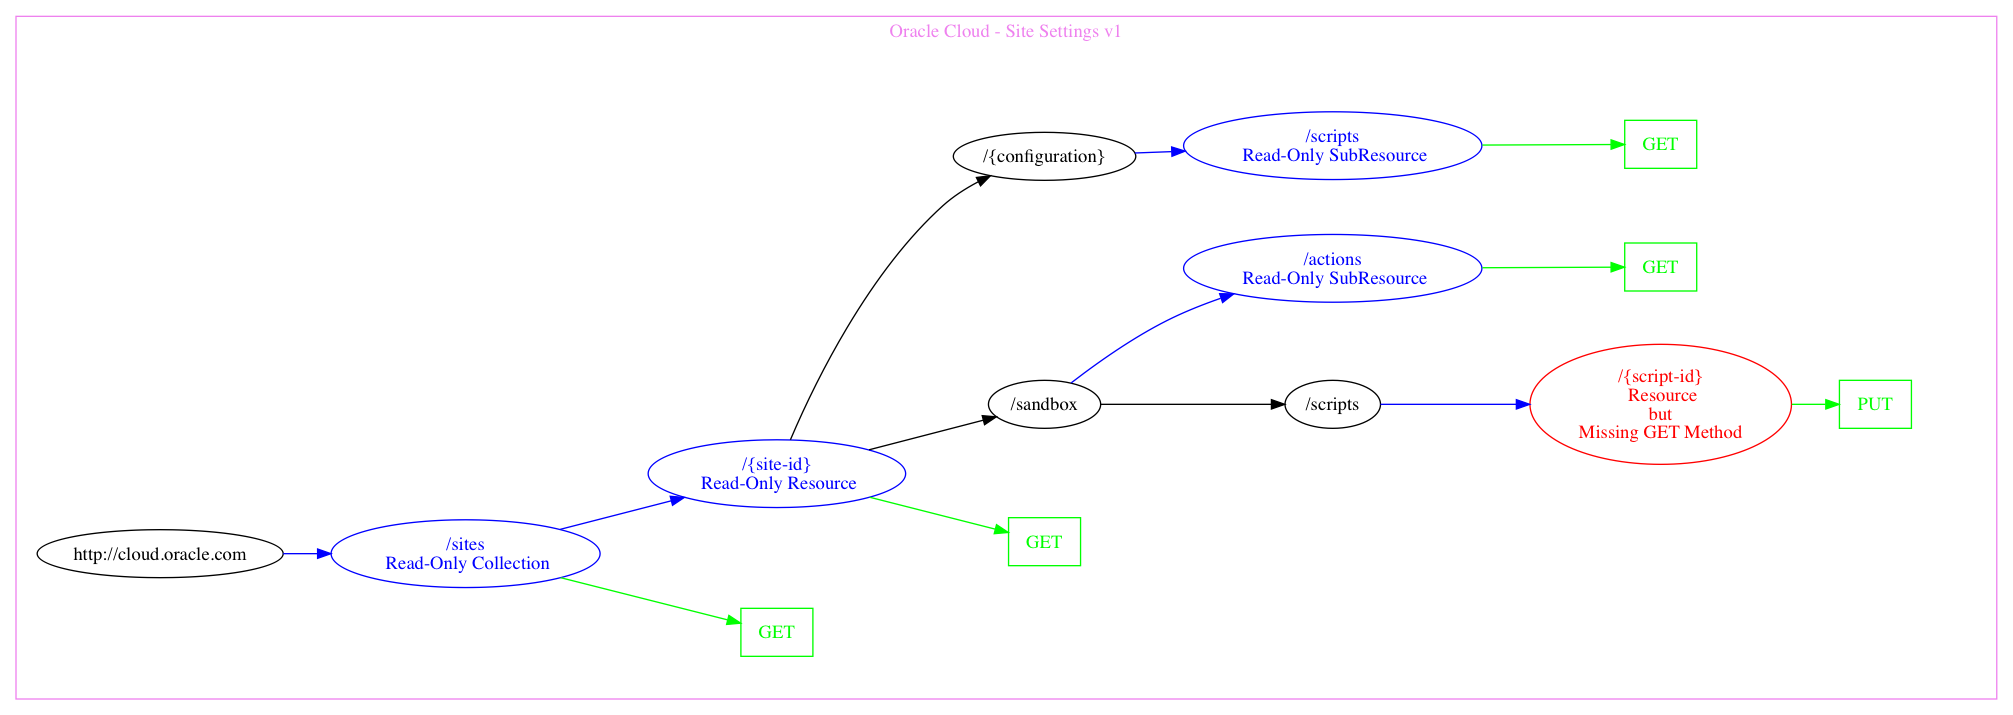 Oracle Cloud - Site Settings v1
/{configuration}
/scripts
Read-Only SubResource
GET
/actions
Read-Only SubResource
GET
/sandbox
/scripts
/{script-id}
Resource
but
Missing GET Method
PUT
/{site-id}
Read-Only Resource
GET
http://cloud.oracle.com
/sites
Read-Only Collection
GET